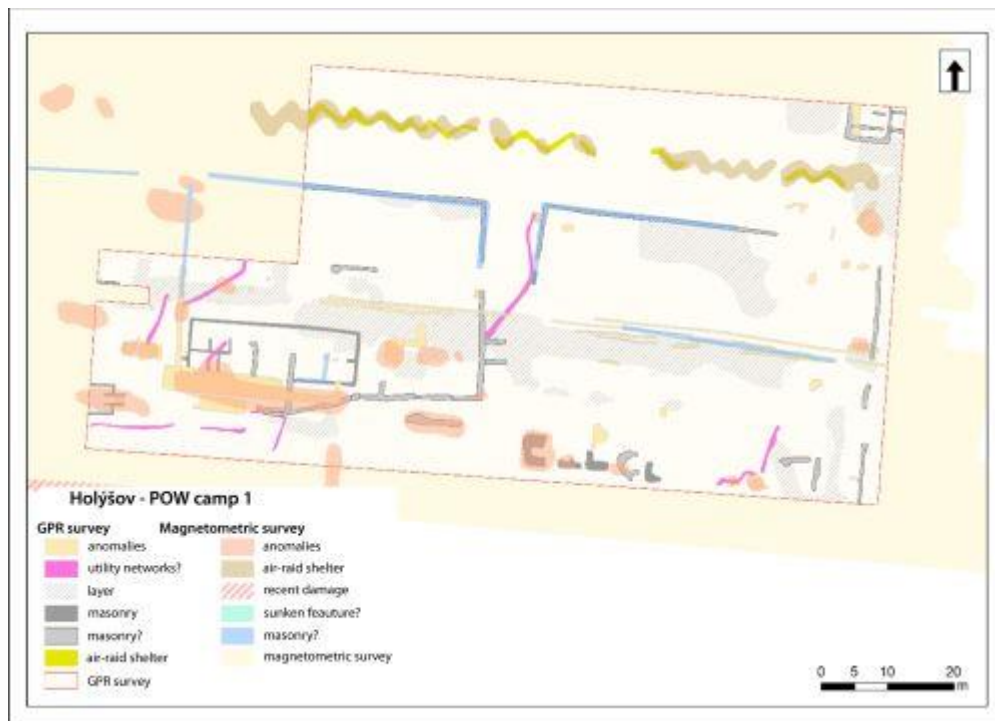 Holýšov - POW camp 1
GPR survey
anomalies
utility networks?
layer
masonry
masonry?
air-raid shelter
GPR survey
Magnetometric survey
anomalies
air-raid shelter
recent damage
sunken feauture?
masonry?
magnetometric survey
0 5 10 20
m